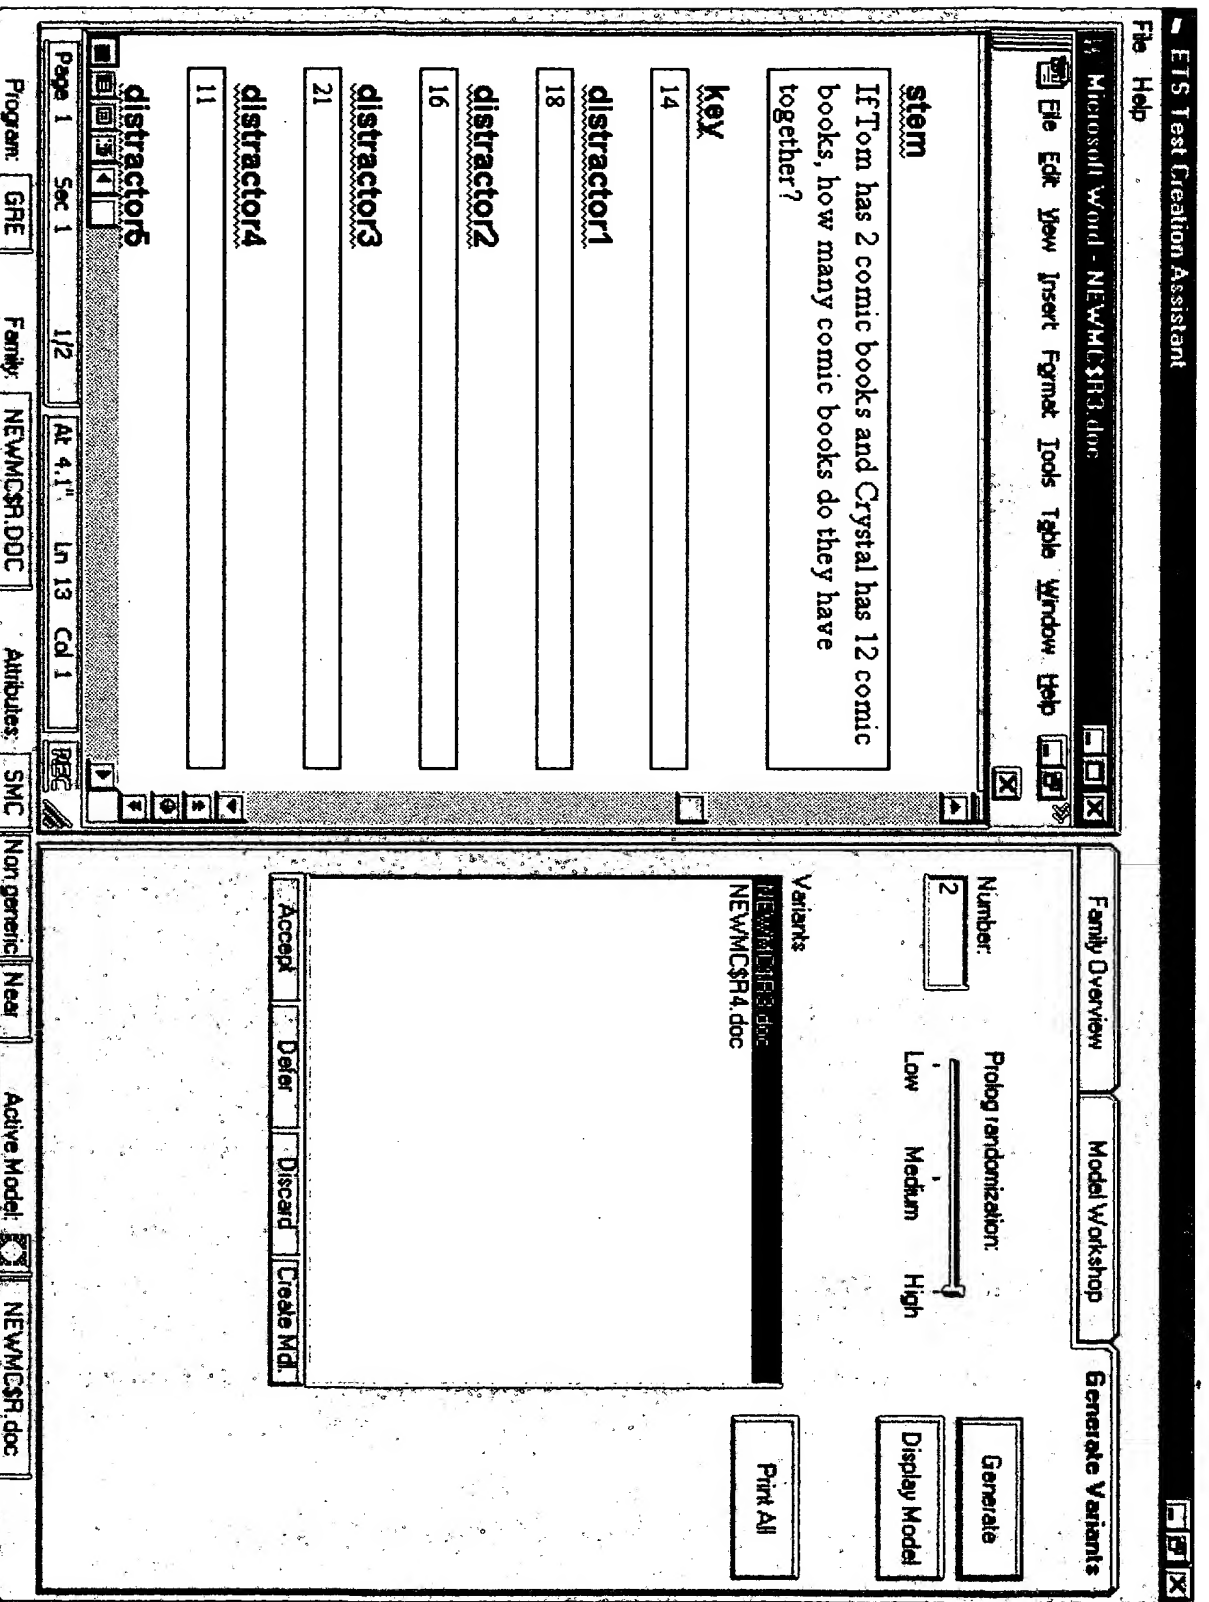 ETS Test Creation Assistant
File Help
Microsoft Word - NEWMC$R3.doc
File Edit View Insert Format Tools Table Window Help
stem
If Tom has 2 comic books and Crystal has 12 comic
books, how many comic books do they have
together?
key
14
distractor1
18
distractor2
16
distractor3
21
distractor4
11
distractor5
Page 1 Sec 1 1/2 At 4.1" Ln 13 Col 1 REC
Family Overview Model Workshop Generate Variants
Number:
2
Prolog randomization:
Low Medium High
Generate
Display Model
Variants
NEWMC$R3.doc
NEWMC$R4.doc
Print All
Accept Defer Discard Create Mdl.
Program: GRE Family: NEWMC$R.DOC Attributes: SMC Non generic Near Active Model: NEWMC$R.doc